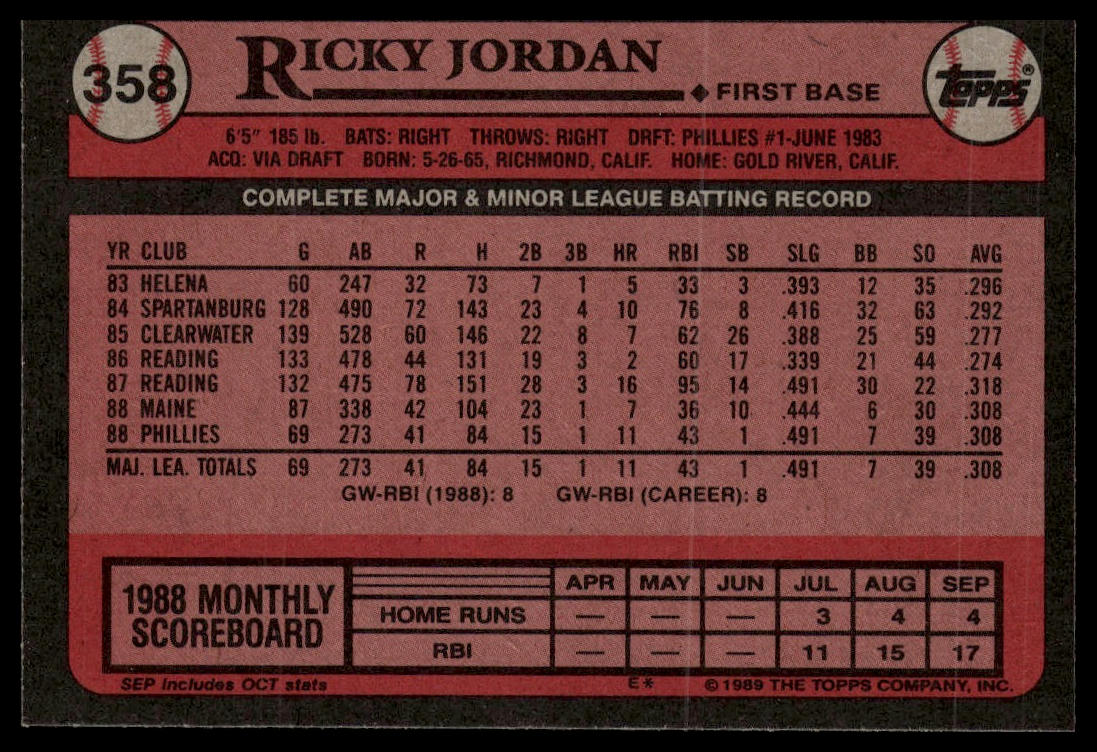 358
RICKY JORDAN
◆ FIRST BASE
TOPPS®
6'5" 185 lb. BATS: RIGHT THROWS: RIGHT DRFT: PHILLIES #1-JUNE 1983
ACQ: VIA DRAFT BORN: 5-26-65, RICHMOND, CALIF. HOME: GOLD RIVER, CALIF.
COMPLETE MAJOR & MINOR LEAGUE BATTING RECORD
YR CLUB G AB R H 2B 3B HR RBI SB SLG BB SO AVG
83 HELENA 60 247 32 73 7 1 5 33 3 .393 12 35 .296
84 SPARTANBURG 128 490 72 143 23 4 10 76 8 .416 32 63 .292
85 CLEARWATER 139 528 60 146 22 8 7 62 26 .388 25 59 .277
86 READING 133 478 44 131 19 3 2 60 17 .339 21 44 .274
87 READING 132 475 78 151 28 3 16 95 14 .491 30 22 .318
88 MAINE 87 338 42 104 23 1 7 36 10 .444 6 30 .308
88 PHILLIES 69 273 41 84 15 1 11 43 1 .491 7 39 .308
MAJ. LEA. TOTALS 69 273 41 84 15 1 11 43 1 .491 7 39 .308
GW-RBI (1988): 8 GW-RBI (CAREER): 8
1988 MONTHLY
SCOREBOARD
APR MAY JUN JUL AUG SEP
HOME RUNS — — — 3 4 4
RBI — — — 11 15 17
SEP includes OCT stats
E*
© 1989 THE TOPPS COMPANY, INC.